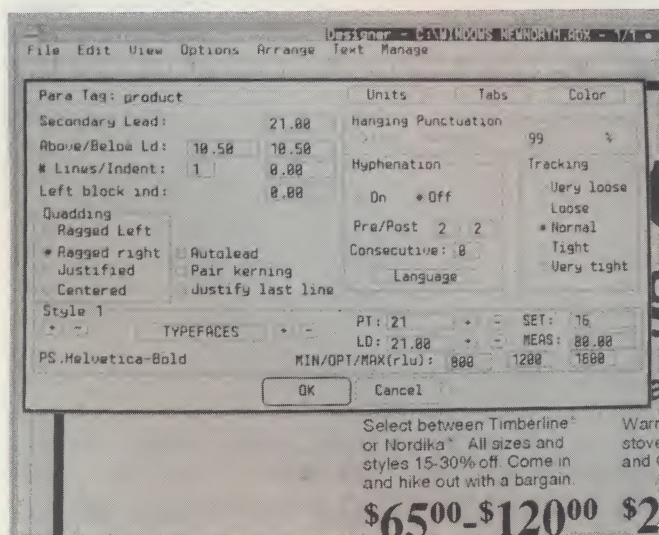 Designer - C:\WINDOWS NEWNORTH.ADX - 1/1
File Edit View Options Arrange Text Manage
Para Tag: product
Units Tabs Color
Secondary Lead: 21.00
Above/Below Ld: 10.50 10.50
# Lines/Indent: 1 0.00
Left block ind: 0.00
Hanging Punctuation
99 %
Quadding
Ragged Left
Ragged right
Justified
Centered
Autolead
Pair kerning
Justify last line
Hyphenation
On Off
Pre/Post 2 2
Consecutive: 0
Language
Tracking
Very loose
Loose
Normal
Tight
Very tight
Style 1
+ - TYPEFACES + -
PS.Helvetica-Bold
PT: 21 + - SET: 16
LD: 21.00 + - MEAS: 80.00
MIN/OPT/MAX(rlu): 800 1200 1600
OK Cancel
Select between Timberline
or Nordika All sizes and
styles 15-30% off. Come in
and hike out with a bargain.
$6500-$12000 $2
Warr
stove
and